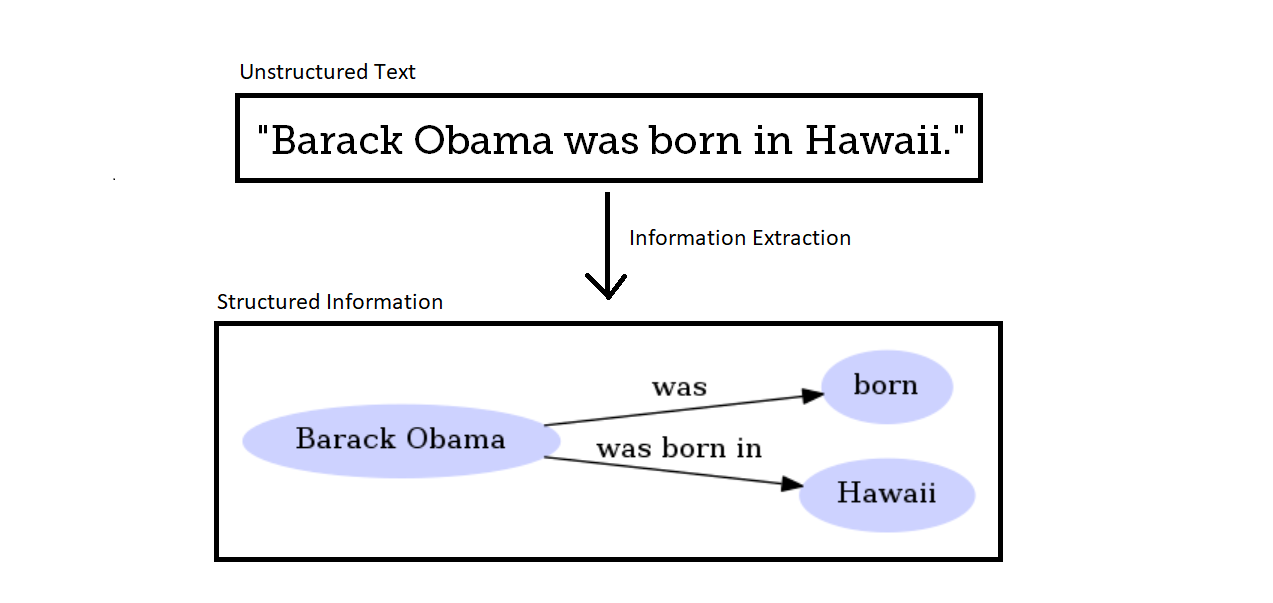 Unstructured Text
"Barack Obama was born in Hawaii."
Information Extraction
Structured Information
was
born
Barack Obama
was born in
Hawaii